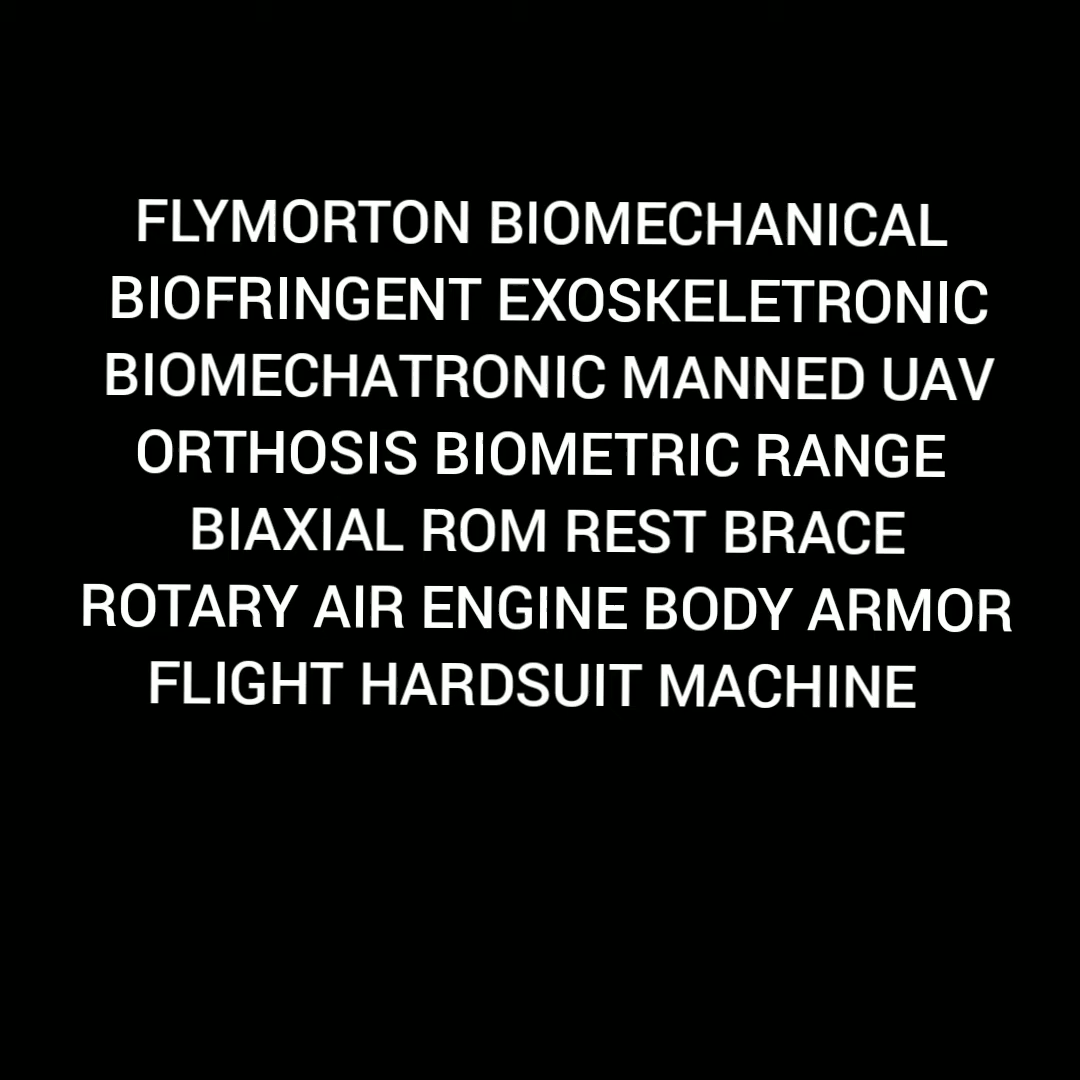 FLYMORTON BIOMECHANICAL
BIOFRINGENT EXOSKELETRONIC
BIOMECHATRONIC MANNED UAV
ORTHOSIS BIOMETRIC RANGE
BIAXIAL ROM REST BRACE
ROTARY AIR ENGINE BODY ARMOR
FLIGHT HARDSUIT MACHINE